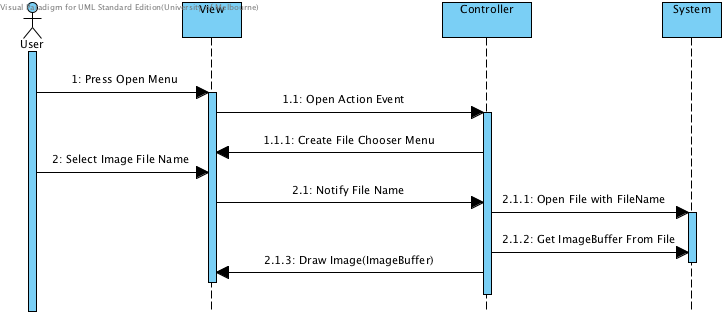 Visual Paradigm for UML Standard Edition(University of Melbourne)
View
Controller
System
User
1: Press Open Menu
1.1: Open Action Event
1.1.1: Create File Chooser Menu
2: Select Image File Name
2.1: Notify File Name
2.1.1: Open File with FileName
2.1.2: Get ImageBuffer From File
2.1.3: Draw Image(ImageBuffer)